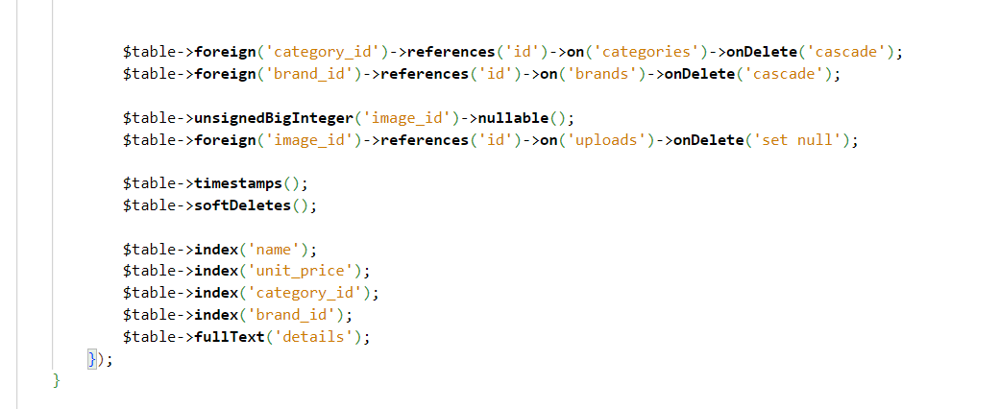 $table->foreign('category_id')->references('id')->on('categories')->onDelete('cascade');
$table->foreign('brand_id')->references('id')->on('brands')->onDelete('cascade');
$table->unsignedBigInteger('image_id')->nullable();
$table->foreign('image_id')->references('id')->on('uploads')->onDelete('set null');
$table->timestamps();
$table->softDeletes();
$table->index('name');
$table->index('unit_price');
$table->index('category_id');
$table->index('brand_id');
$table->fullText('details');
});
}